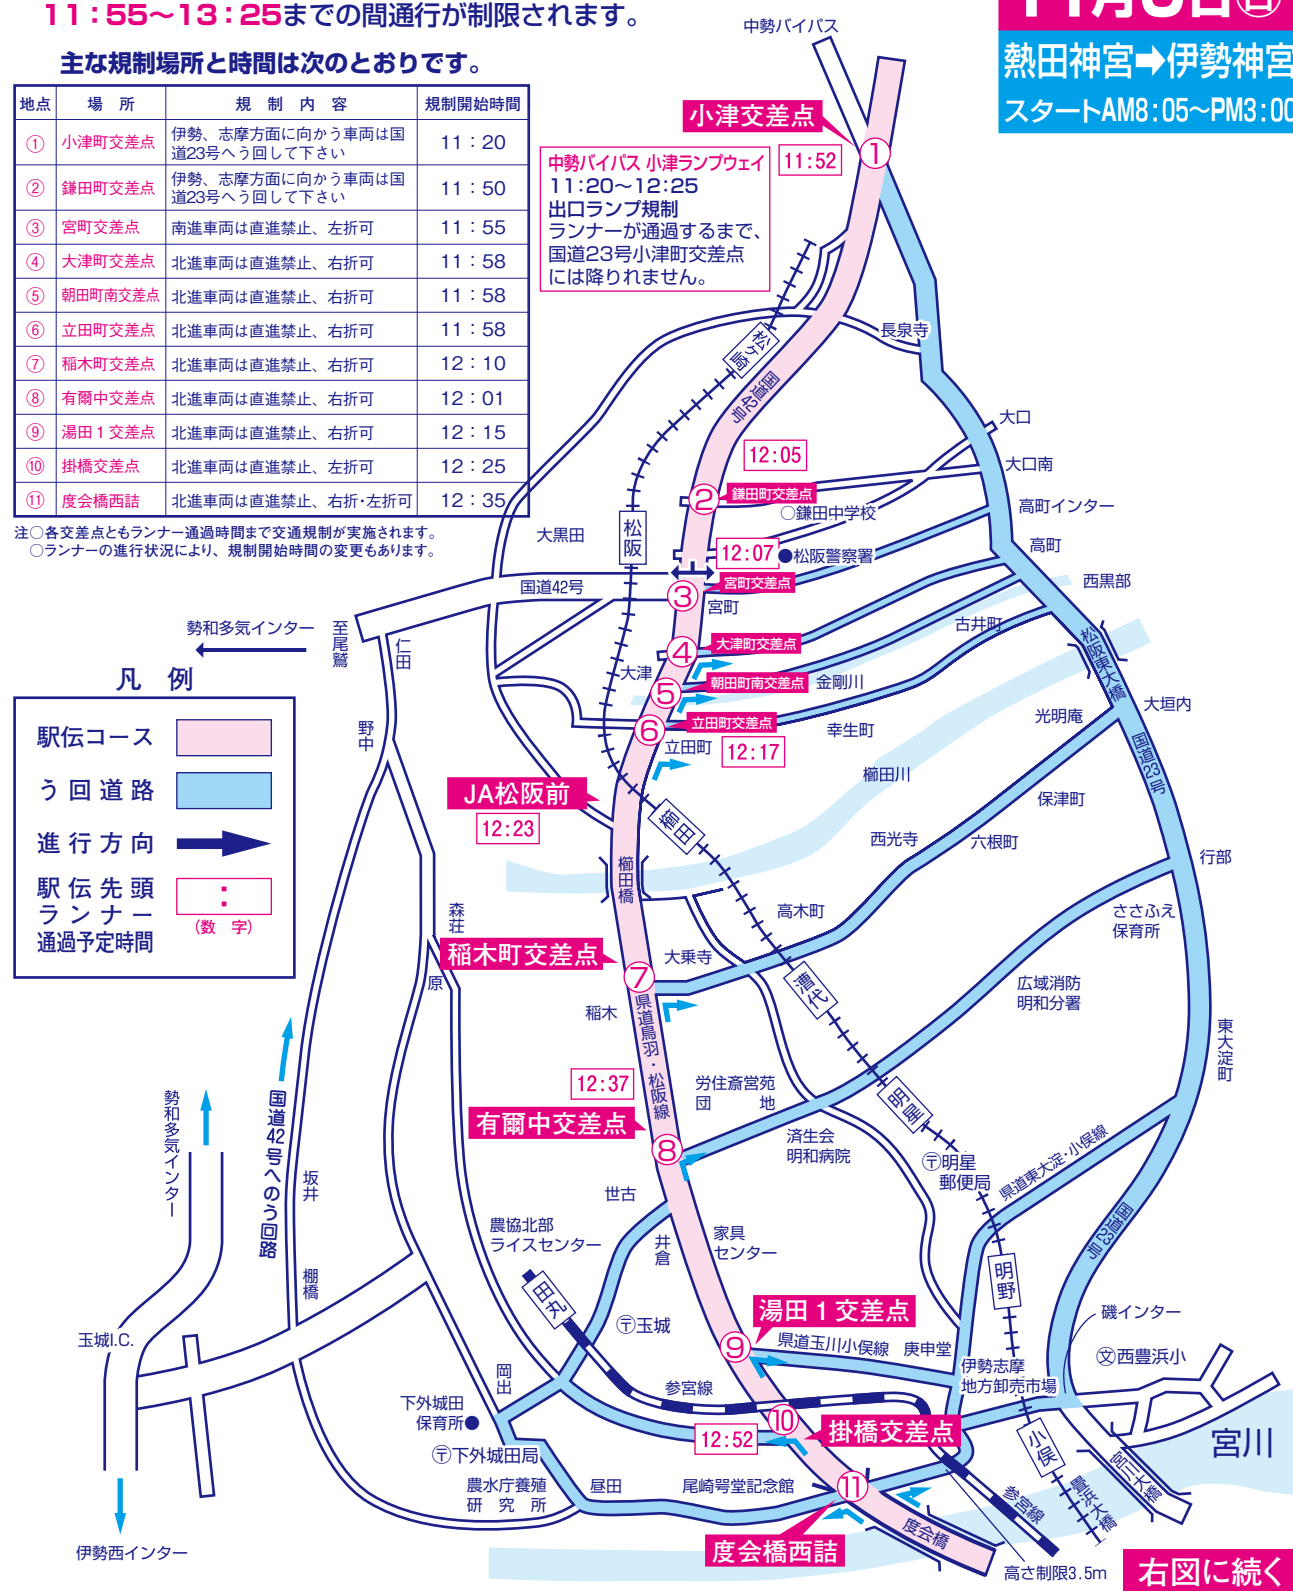 11：55〜13：25までの間通行が制限されます。
主な規制場所と時間は次のとおりです。
地点 場所 規制内容 規制開始時間
① 小津町交差点 伊勢、志摩方面に向かう車両は国道23号へう回して下さい 11：20
② 鎌田町交差点 伊勢、志摩方面に向かう車両は国道23号へう回して下さい 11：50
③ 宮町交差点 南進車両は直進禁止、左折可 11：55
④ 大津町交差点 北進車両は直進禁止、右折可 11：58
⑤ 朝田町南交差点 北進車両は直進禁止、右折可 11：58
⑥ 立田町交差点 北進車両は直進禁止、右折可 11：58
⑦ 稲木町交差点 北進車両は直進禁止、右折可 12：10
⑧ 有爾中交差点 北進車両は直進禁止、右折可 12：01
⑨ 湯田１交差点 北進車両は直進禁止、右折可 12：15
⑩ 掛橋交差点 北進車両は直進禁止、左折可 12：25
⑪ 度会橋西詰 北進車両は直進禁止、右折・左折可 12：35
注○各交差点ともランナー通過時間まで交通規制が実施されます。
○ランナーの進行状況により、規制開始時間の変更もあります。
熱田神宮➡伊勢神宮
スタートAM8：05〜PM3：00
中勢バイパス
小津交差点
11:52
①
中勢バイパス 小津ランプウェイ
11:20〜12:25
出口ランプ規制
ランナーが通過するまで、
国道23号小津町交差点
には降りれません。
長泉寺
松ヶ崎
国道42号
大口
12:05
大口南
② 鎌田町交差点
○鎌田中学校
高町インター
大黒田
松阪
12:07
●松阪警察署
高町
国道42号
宮町交差点
③
宮町
西黒部
勢和多気インター
至尾鷲
仁田
古井町
大津町交差点
④
松阪東大橋
大津
朝田町南交差点
⑤
金剛川
大垣内
立田町交差点
⑥
幸生町
光明庵
立田町
12:17
野中
国道23号
櫛田川
凡例
駅伝コース
う回道路
進行方向
駅伝先頭
ランナー
通過予定時間
：
(数字)
JA松阪前
12:23
櫛田
保津町
西光寺
六根町
行部
櫛田橋
森荘
高木町
ささふえ
保育所
稲木町交差点
大乗寺
⑦
原
漕代
広域消防
明和分署
稲木
県道鳥羽・松阪線
東大淀町
12:37
労住斎宮苑
団地
明星
有爾中交差点
済生会
明和病院
⑧
〒明星
郵便局
県道東大淀・小俣線
勢和多気インター
国道42号へのう回路
坂井
世古
農協北部
ライスセンター
井倉
家具
センター
国道23号
棚橋
田丸
明野
玉城I.C.
〒玉城
湯田１交差点
⑨
県道玉川小俣線
庚申堂
磯インター
文西豊浜小
伊勢志摩
地方卸売市場
岡出
参宮線
下外城田
保育所●
⑩
12:52
掛橋交差点
小俣
宮川
〒下外城田局
農水庁養殖
研究所
昼田
尾崎咢堂記念館
⑪
参宮線
豊浜大橋
宮川大橋
度会橋西詰
度会橋
高さ制限3.5m
伊勢西インター
右図に続く